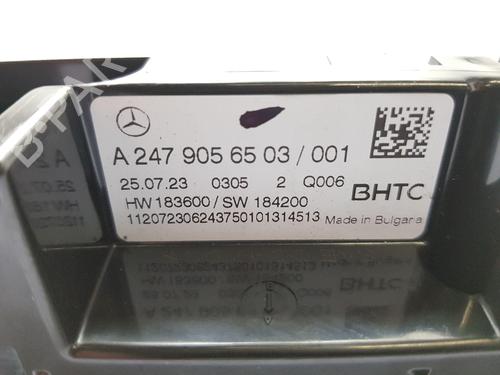 A 247 905 65 03 / 001
25.07.23 0305 2 Q006
HW 183600 / SW 184200
112072306243750101314513
BHTC
Made in Bulgaria